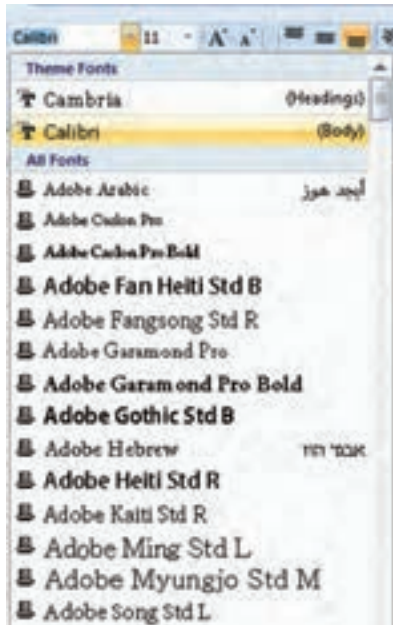 Calibri 11 A A
Theme Fonts
Cambria (Headings)
Calibri (Body)
All Fonts
Adobe Arabic أبجد هوز
Adobe Caslon Pro
Adobe Caslon Pro Bold
Adobe Fan Heiti Std B
Adobe Fangsong Std R
Adobe Garamond Pro
Adobe Garamond Pro Bold
Adobe Gothic Std B
Adobe Hebrew אבגד הוז
Adobe Heiti Std R
Adobe Kaiti Std R
Adobe Ming Std L
Adobe Myungjo Std M
Adobe Song Std L